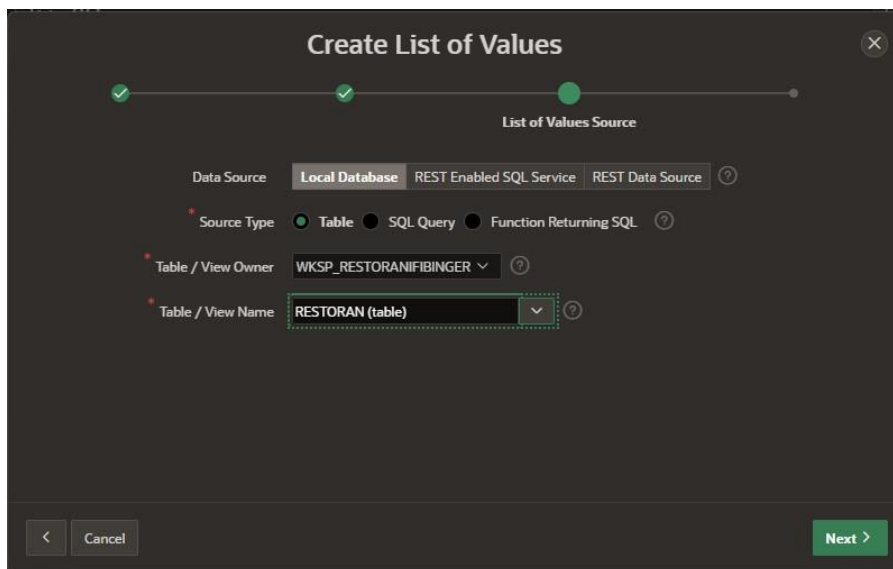 Create List of Values
List of Values Source
Data Source Local Database REST Enabled SQL Service REST Data Source ?
* Source Type Table SQL Query Function Returning SQL ?
* Table / View Owner WKSP_RESTORANIFIBINGER ?
* Table / View Name RESTORAN (table) ?
Cancel Next